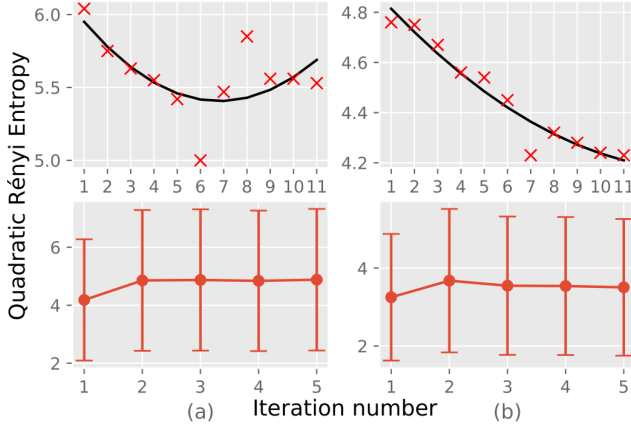 Quadratic Rényi Entropy
6.0
5.5
5.0
1 2 3 4 5 6 7 8 9 10 11
4.8
4.6
4.4
4.2
1 2 3 4 5 6 7 8 9 10 11
6
4
2
1 2 3 4 5
4
2
1 2 3 4 5
(a) Iteration number (b)